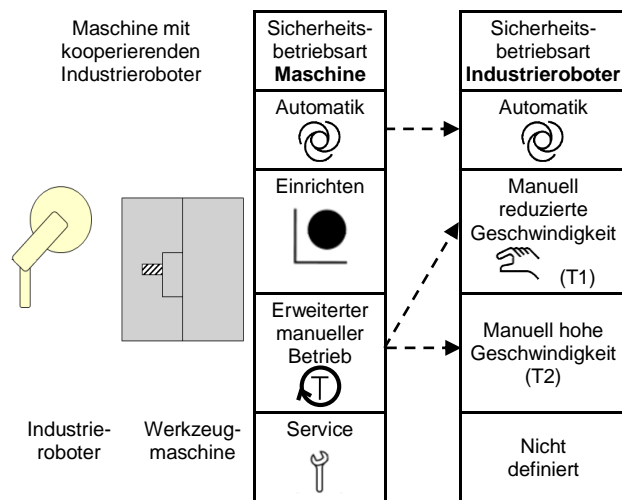 Maschine mit
kooperierenden
Industrieroboter
Sicherheits-
betriebsart
Maschine
Sicherheits-
betriebsart
Industrieroboter
Automatik
Automatik
Einrichten
Manuell
reduzierte
Geschwindigkeit
(T1)
Erweiterter
manueller
Betrieb
T
Manuell hohe
Geschwindigkeit
(T2)
Industrie-
roboter
Werkzeug-
maschine
Service
Nicht
definiert